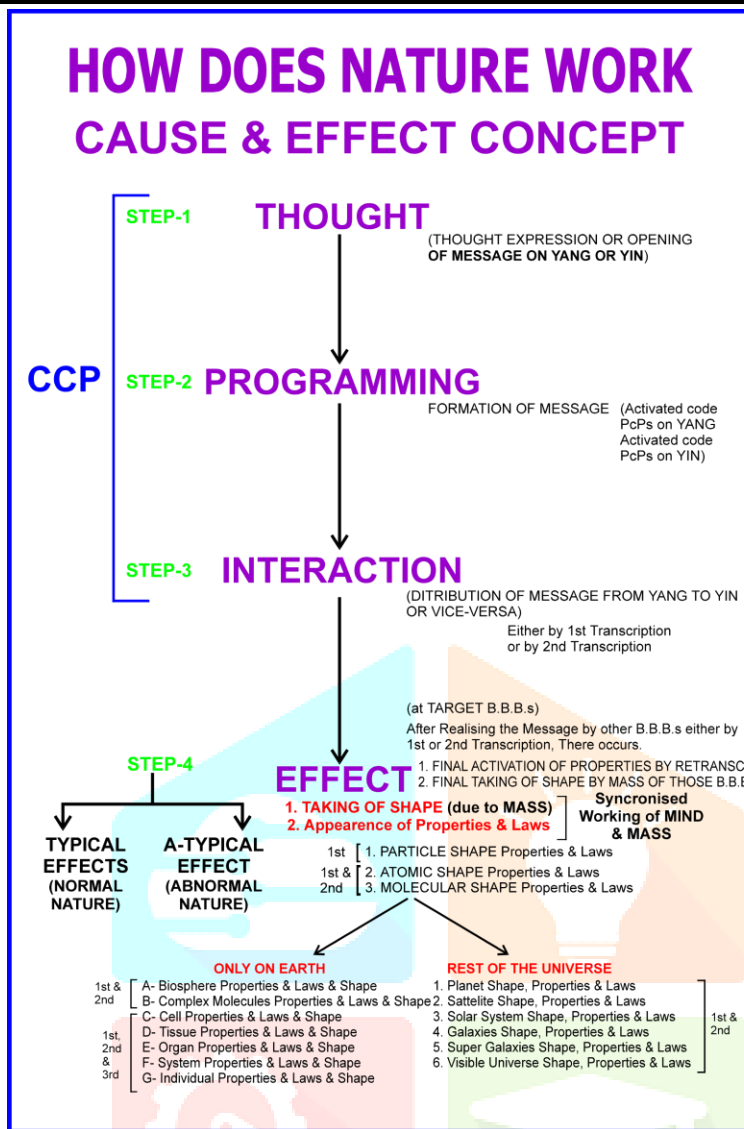 HOW DOES NATURE WORK
CAUSE & EFFECT CONCEPT
STEP-1
THOUGHT
(THOUGHT EXPRESSION OR OPENING
OF MESSAGE ON YANG OR YIN)
CCP
STEP-2
PROGRAMMING
FORMATION OF MESSAGE (Activated code
PcPs on YANG
Activated code
PcPs on YIN)
STEP-3
INTERACTION
(DITRIBUTION OF MESSAGE FROM YANG TO YIN
OR VICE-VERSA)
Either by 1st Transcription
or by 2nd Transcription
(at TARGET B.B.B.s)
After Realising the Message by other B.B.B.s either by
1st or 2nd Transcription, There occurs.
STEP-4
EFFECT
1. FINAL ACTIVATION OF PROPERTIES BY RETRANSC
2. FINAL TAKING OF SHAPE BY MASS OF THOSE B.B.B
1. TAKING OF SHAPE (due to MASS)
2. Appearence of Properties & Laws
Syncronised
Working of MIND
& MASS
TYPICAL
EFFECTS
(NORMAL
NATURE)
A-TYPICAL
EFFECT
(ABNORMAL
NATURE)
1st
1. PARTICLE SHAPE Properties & Laws
1st &
2nd
2. ATOMIC SHAPE Properties & Laws
3. MOLECULAR SHAPE Properties & Laws
ONLY ON EARTH
1st &
2nd
A- Biosphere Properties & Laws & Shape
B- Complex Molecules Properties & Laws & Shape
1st,
2nd
&
3rd
C- Cell Properties & Laws & Shape
D- Tissue Properties & Laws & Shape
E- Organ Properties & Laws & Shape
F- System Properties & Laws & Shape
G- Individual Properties & Laws & Shape
REST OF THE UNIVERSE
1. Planet Shape, Properties & Laws
2. Sattelite Shape, Properties & Laws
3. Solar System Shape, Properties & Laws
4. Galaxies Shape, Properties & Laws
5. Super Galaxies Shape, Properties & Laws
6. Visible Universe Shape, Properties & Laws
1st &
2nd